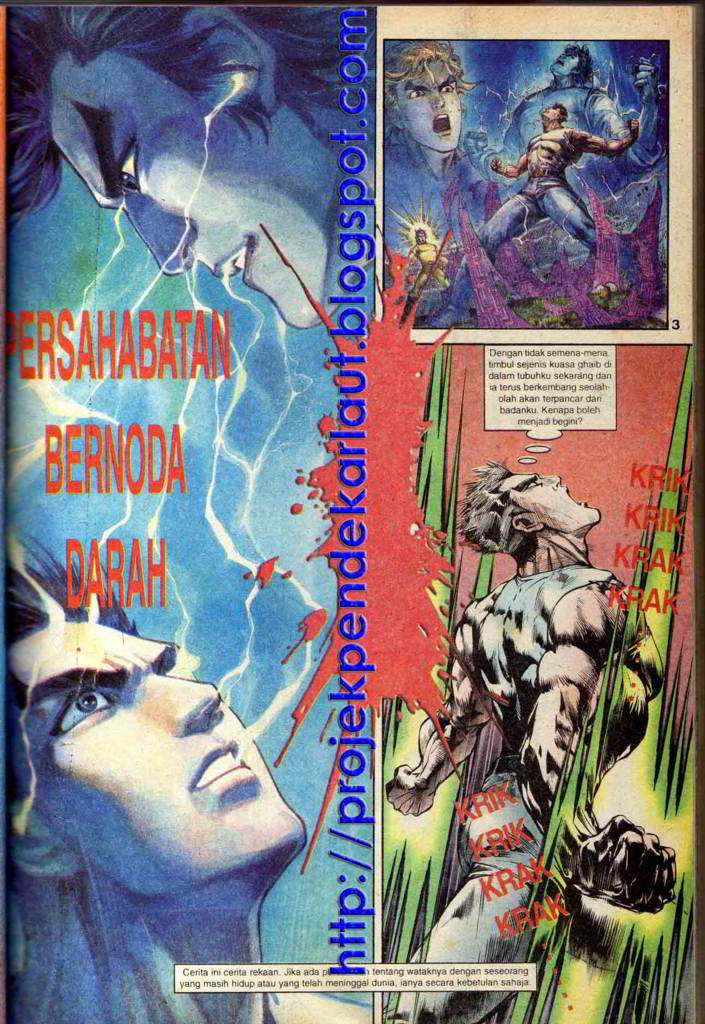 PERSAHABATAN
BERNODA
DARAH
http://projekpendekarlaut.blogspot.com
3
Dengan tidak semena-mena,
timbul sejenis kuasa ghaib di
dalam tubuhku sekarang dan
ia terus berkembang seolah-
olah akan terpancar dari
badanku. Kenapa boleh
menjadi begini?
KRIK
KRIK
KRAK
KRAK
KRIK
KRIK
KRAK
KRAK
Cerita ini cerita rekaan. Jika ada tentang wataknya dengan seseorang
yang masih hidup atau yang telah meninggal dunia, ianya secara kebetulan sahaja.